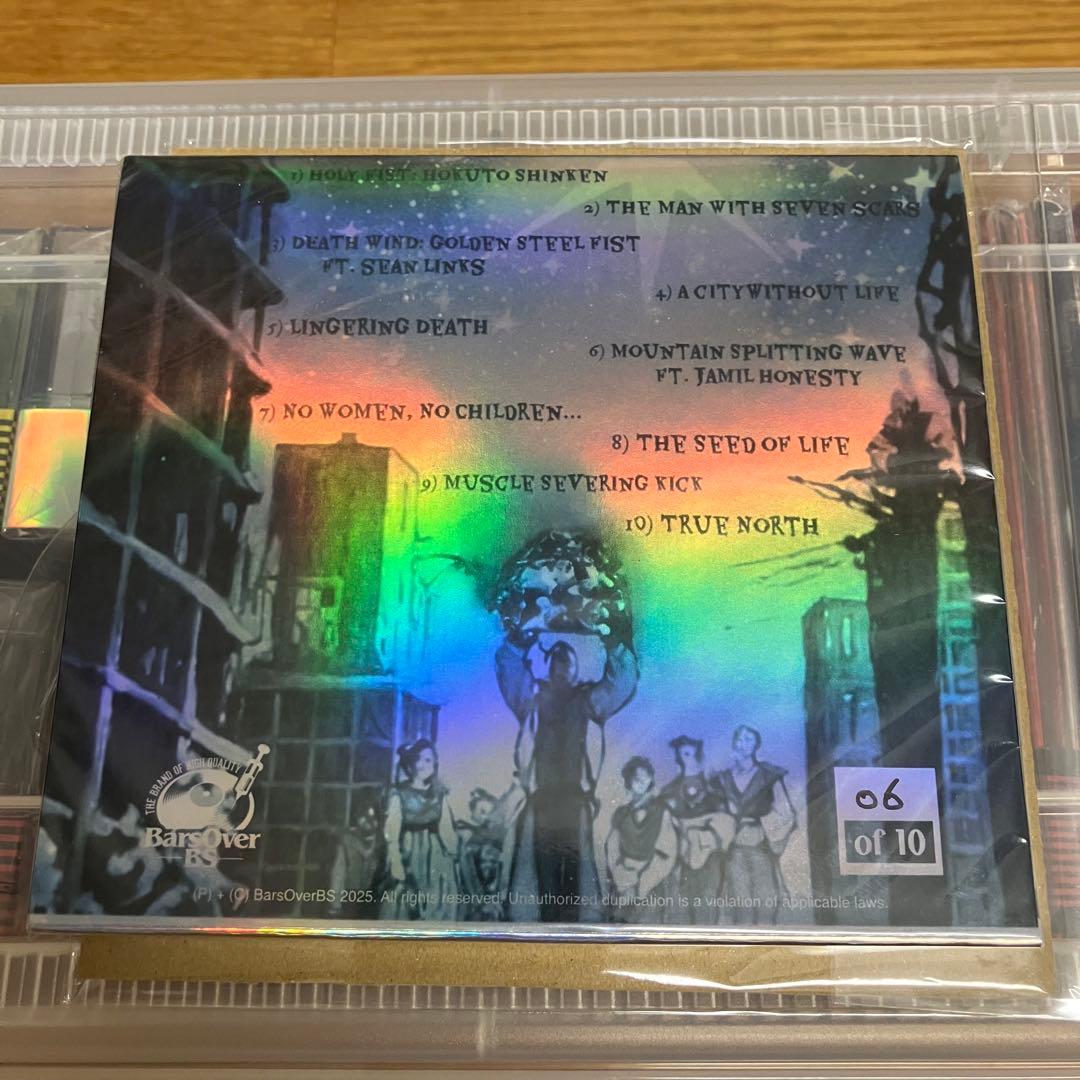 1) HOLY FIST: HOKUTO SHINKEN
2) THE MAN WITH SEVEN SCARS
3) DEATH WIND: GOLDEN STEEL FIST
FT. SEAN LINKS
4) A CITY WITHOUT LIFE
5) LINGERING DEATH
6) MOUNTAIN SPLITTING WAVE
FT. JAMIL HONESTY
7) NO WOMEN, NO CHILDREN...
8) THE SEED OF LIFE
9) MUSCLE SEVERING KICK
10) TRUE NORTH
THE BRAND OF HIGH QUALITY
BarsOver
BS
06
of 10
(P) + (C) BarsOverBS 2025. All rights reserved. Unauthorized duplication is a violation of applicable laws.